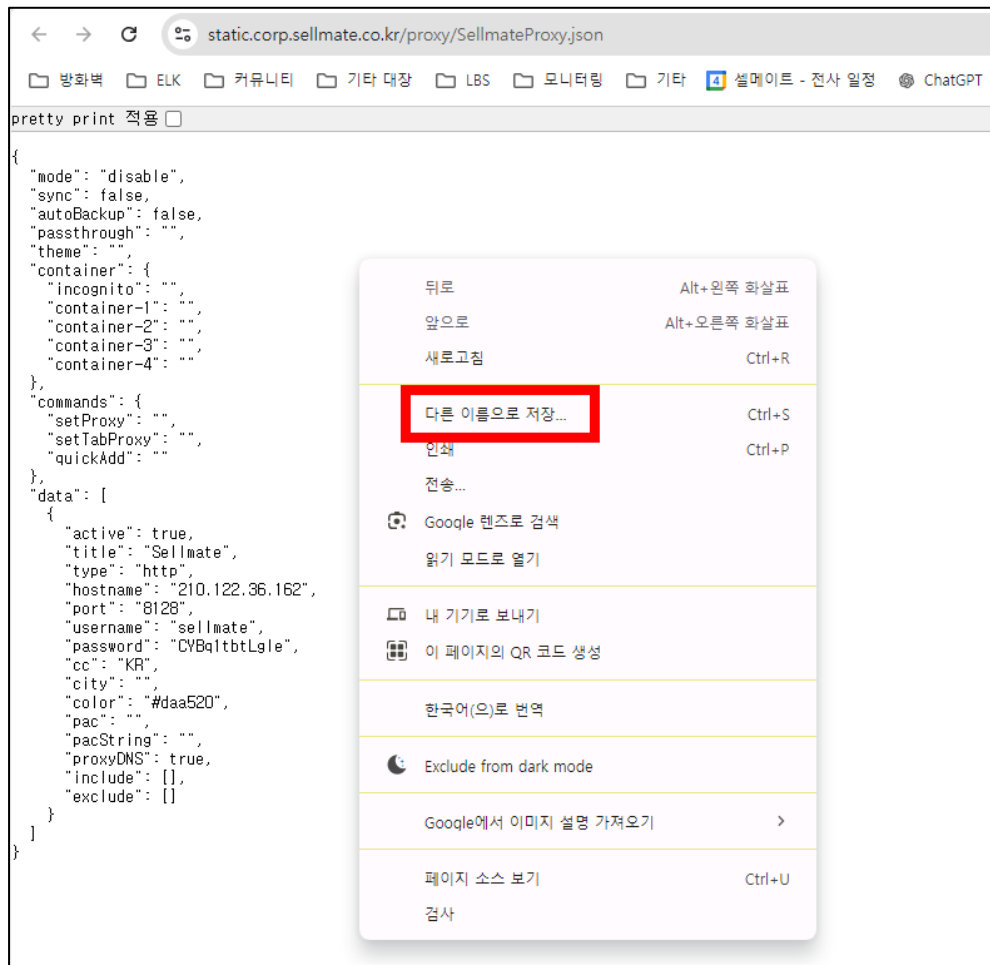 static.corp.sellmate.co.kr/proxy/SellmateProxy.json
방화벽 ELK 커뮤니티 기타 대장 LBS 모니터링 기타 4 셀메이트 - 전사 일정 ChatGPT
pretty print 적용
{
"mode": "disable",
"sync": false,
"autoBackup": false,
"passthrough": "",
"theme": "",
"container": {
"incognito": "",
"container-1": "",
"container-2": "",
"container-3": "",
"container-4": ""
},
"commands": {
"setProxy": "",
"setTabProxy": "",
"quickAdd": ""
},
"data": [
{
"active": true,
"title": "Sellmate",
"type": "http",
"hostname": "210.122.36.162",
"port": "8128",
"username": "sellmate",
"password": "CYBq1tbtLgle",
"cc": "KR",
"city": "",
"color": "#daa520",
"pac": "",
"pacString": "",
"proxyDNS": true,
"include": [],
"exclude": []
}
]
}
뒤로 Alt+왼쪽 화살표
앞으로 Alt+오른쪽 화살표
새로고침 Ctrl+R
다른 이름으로 저장... Ctrl+S
인쇄 Ctrl+P
전송...
Google 렌즈로 검색
읽기 모드로 열기
내 기기로 보내기
이 페이지의 QR 코드 생성
한국어(으)로 번역
Exclude from dark mode
Google에서 이미지 설명 가져오기
페이지 소스 보기 Ctrl+U
검사